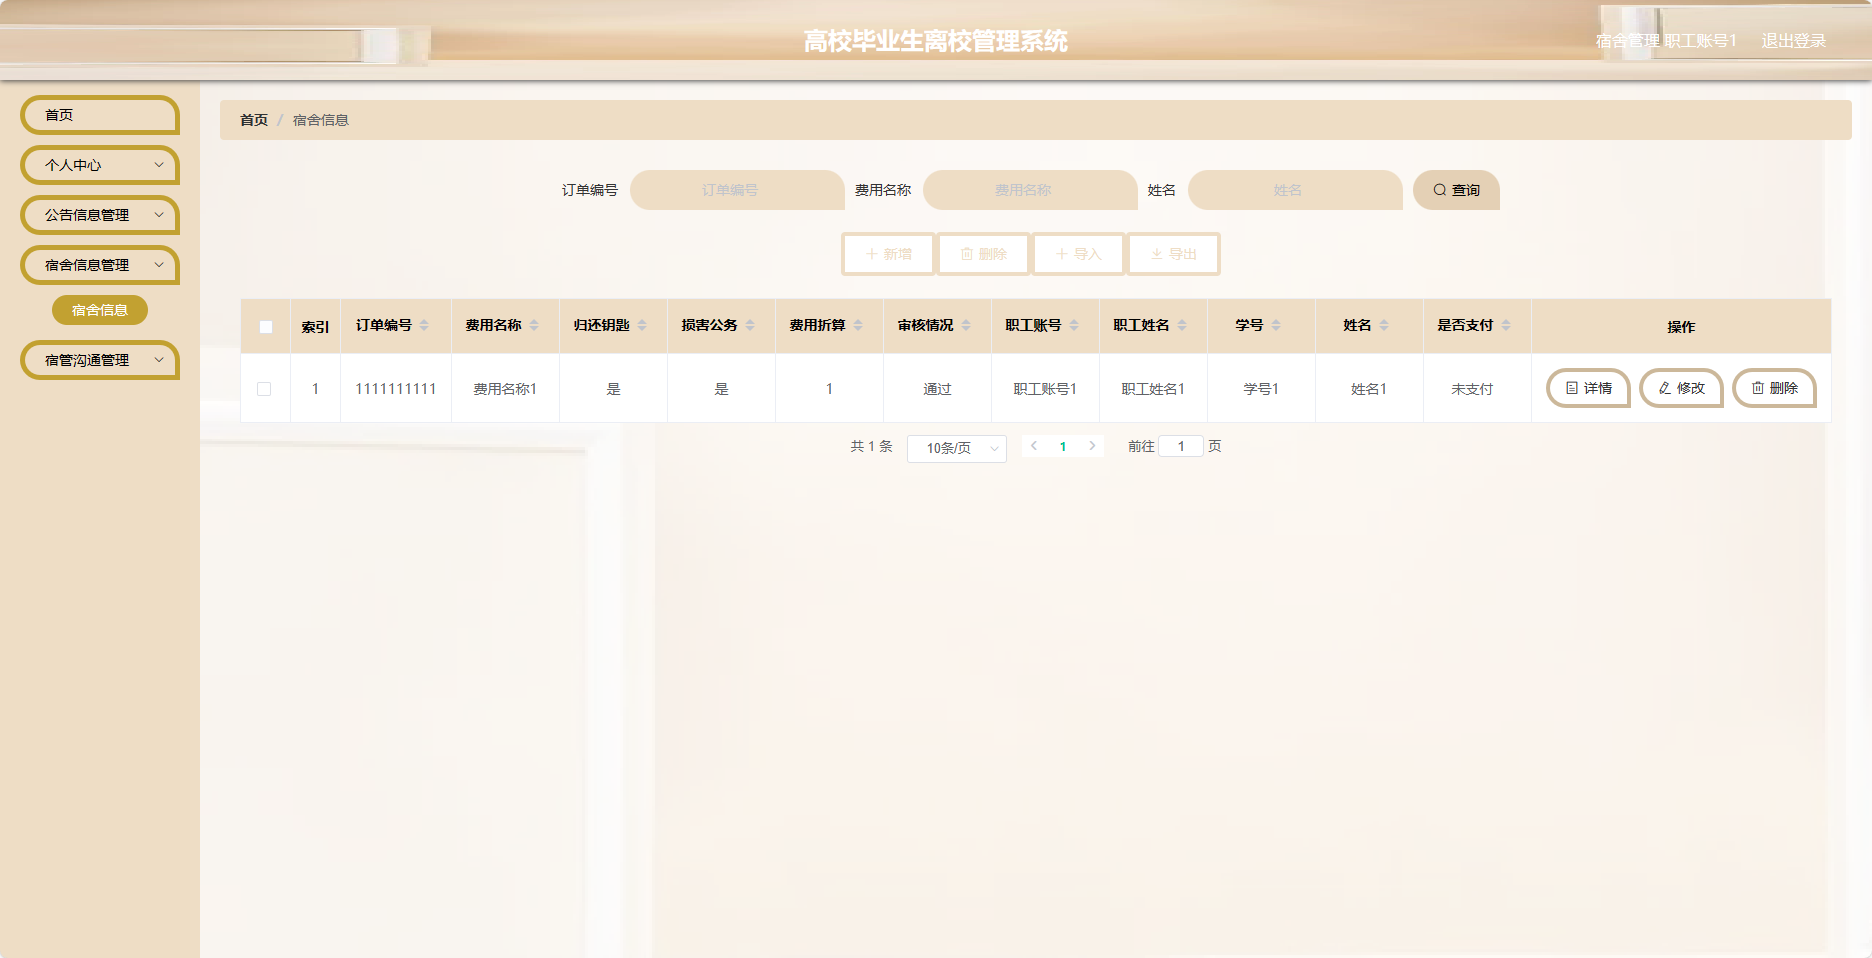 高校毕业生离校管理系统
宿舍管理 职工账号1 退出登录
首页
个人中心
公告信息管理
宿舍信息管理
宿舍信息
宿管沟通管理
首页 / 宿舍信息
订单编号 订单编号 费用名称 费用名称 姓名 姓名 查询
新增 删除 导入 导出
索引 订单编号 费用名称 归还钥匙 损害公务 费用折算 审核情况 职工账号 职工姓名 学号 姓名 是否支付 操作
1 1111111111 费用名称1 是 是 1 通过 职工账号1 职工姓名1 学号1 姓名1 未支付 详情 修改 删除
共 1 条 10条/页 1 前往 1 页